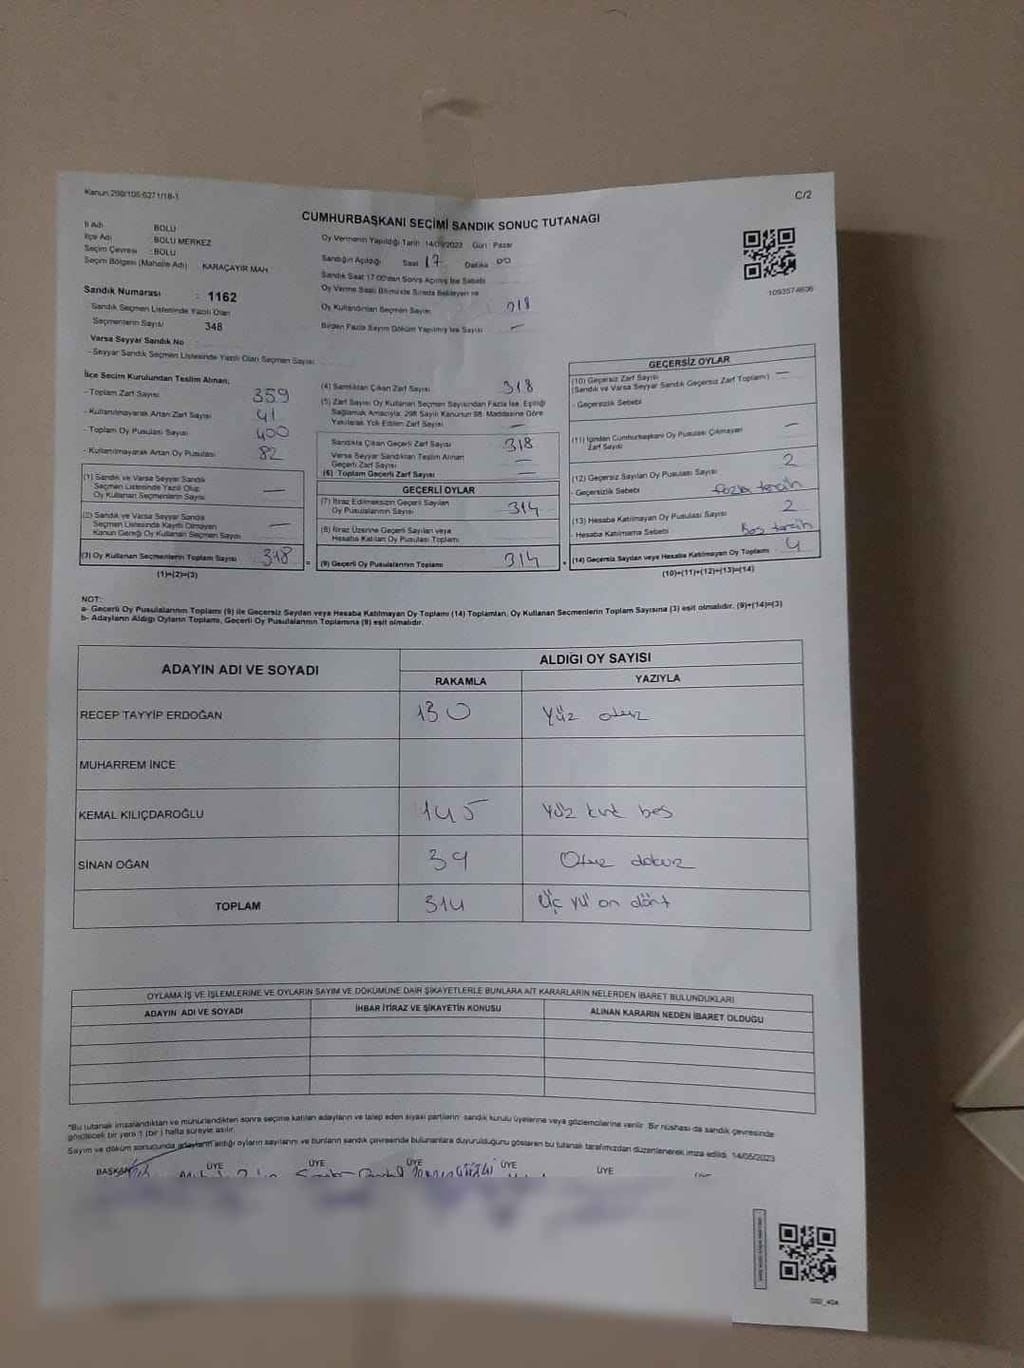 Kanun 298/105-6271/18-1
C/2
CUMHURBAŞKANI SEÇİMİ SANDIK SONUÇ TUTANAĞI
İl Adı BOLU
İlçe Adı : BOLU MERKEZ
Seçim Çevresi : BOLU
Seçim Bölgesi (Mahalle Adı) KARAÇAYIR MAH
Sandık Numarası : 1162
Sandık Seçmen Listesinde Yazılı Olan
Seçmenlerin Sayısı 348
Varsa Seyyar Sandık No
- Seyyar Sandık Seçmen Listesinde Yazılı Olan Seçmen Sayısı
Oy Vermenin Yapıldığı Tarih 14/05/2023 Gün Pazar
Sandığın Açıldığı Saat 17 Dakika 00
Sandık Saat 17:00'den Sonra Açılmış İse Sebebi
Oy Verme Saati Bitiminde Sırada Bekleyen ve
Oy Kullandırılan Seçmen Sayısı
Birden Fazla Sayım Döküm Yapılmış İse Sayısı —
1093574606
İlçe Seçim Kurulundan Teslim Alınan;
- Toplam Zarf Sayısı 359
- Kullanılmayarak Artan Zarf Sayısı 41
- Toplam Oy Pusulası Sayısı 400
- Kullanılmayarak Artan Oy Pusulası 82
(1) Sandık ve Varsa Seyyar Sandık
Seçmen Listesinde Yazılı Olup
Oy Kullanan Seçmenlerin Sayısı —
(2) Sandık ve Varsa Seyyar Sandık
Seçmen Listesinde Kayıtlı Olmayan
Kanun Gereği Oy Kullanan Seçmen Sayısı —
(3) Oy Kullanan Seçmenlerin Toplam Sayısı 318
(1)+(2)=(3)
(4) Sandıktan Çıkan Zarf Sayısı 318
(5) Zarf Sayısı Oy Kullanan Seçmen Sayısından Fazla İse, Eşitliği
Sağlamak Amacıyla, 298 Sayılı Kanunun 98. Maddesine Göre
Yakılarak Yok Edilen Zarf Sayısı —
Sandıkta Çıkan Geçerli Zarf Sayısı 318
Varsa Seyyar Sandıktan Teslim Alınan
Geçerli Zarf Sayısı —
(6) Toplam Geçerli Zarf Sayısı —
GEÇERLİ OYLAR
(7) İtiraz Edilmeksizin Geçerli Sayılan
Oy Pusulasının Sayısı 314
(8) İtiraz Üzerine Geçerli Sayılan veya
Hesaba Katılan Oy Pusulası Toplamı
(9) Geçerli Oy Pusulalarının Toplamı 314
GEÇERSİZ OYLAR
(10) Geçersiz Zarf Sayısı —
(Sandık ve Varsa Seyyar Sandık Geçersiz Zarf Toplamı)
- Geçersizlik Sebebi
(11) İçinden Cumhurbaşkanı Oy Pusulası Çıkmayan
Zarf Sayısı —
(12) Geçersiz Sayılan Oy Pusulası Sayısı 2
Geçersizlik Sebebi fazla tercih
(13) Hesaba Katılmayan Oy Pusulası Sayısı 2
Hesaba Katılmama Sebebi Boş tercih
(14) Geçersiz Sayılan veya Hesaba Katılmayan Oy Toplamı 4
(10)+(11)+(12)+(13)=(14)
NOT:
a- Geçerli Oy Pusulalarının Toplamı (9) ile Geçersiz Sayılan veya Hesaba Katılmayan Oy Toplamı (14) Toplamları, Oy Kullanan Seçmenlerin Toplam Sayısına (3) eşit olmalıdır. (9)+(14)=(3)
b- Adayların Aldığı Oyların Toplamı, Geçerli Oy Pusulalarının Toplamına (9) eşit olmalıdır.
ADAYIN ADI VE SOYADI
ALDIĞI OY SAYISI
RAKAMLA YAZIYLA
RECEP TAYYİP ERDOĞAN 130 Yüz otuz
MUHARREM İNCE
KEMAL KILIÇDAROĞLU 145 Yüz kırk beş
SİNAN OĞAN 39 Otuz dokuz
TOPLAM 314 Üç yü on dört
OYLAMA İŞ VE İŞLEMLERİNE VE OYLARIN SAYIM VE DÖKÜMÜNE DAİR ŞİKAYETLERLE BUNLARA AİT KARARLARIN NELERDEN İBARET BULUNDUKLARI
ADAYIN ADI VE SOYADI İHBAR İTİRAZ VE ŞİKAYETİN KONUSU ALINAN KARARIN NEDEN İBARET OLDUĞU
"Bu tutanak imzalandıktan ve mühürlendikten sonra seçime katılan adayların ve talep eden siyasi partilerin sandık kurulu üyelerine veya gözlemcilerine verilir. Bir nüshası da sandık çevresinde
görülecek bir yere 1 (bir) hafta süreyle asılır.
Sayım ve döküm sonucunda adayların aldığı oyların sayılarını ve bunların sandık çevresinde bulunanlara duyurulduğunu gösteren bu tutanak tarafımızdan düzenlenerek imza edildi. 14/05/2023
BAŞKAN ÜYE ÜYE ÜYE ÜYE ÜYE